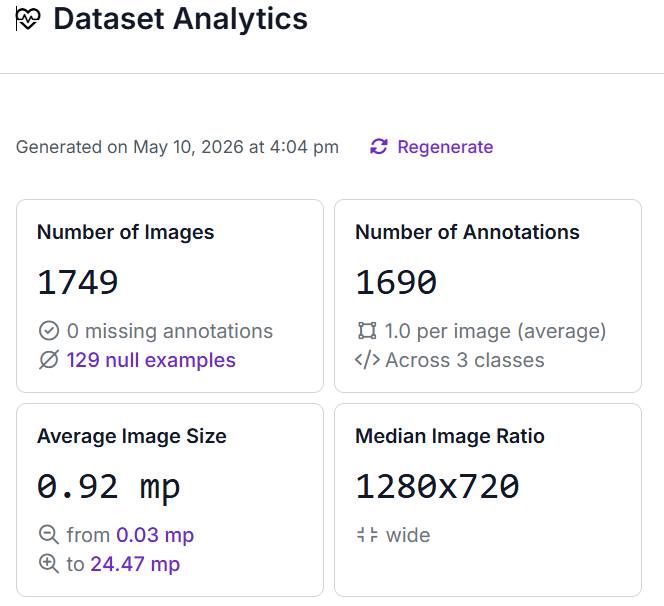 Dataset Analytics
Generated on May 10, 2026 at 4:04 pm Regenerate
Number of Images
1749
0 missing annotations
129 null examples
Number of Annotations
1690
1.0 per image (average)
</> Across 3 classes
Average Image Size
0.92 mp
from 0.03 mp
to 24.47 mp
Median Image Ratio
1280x720
wide